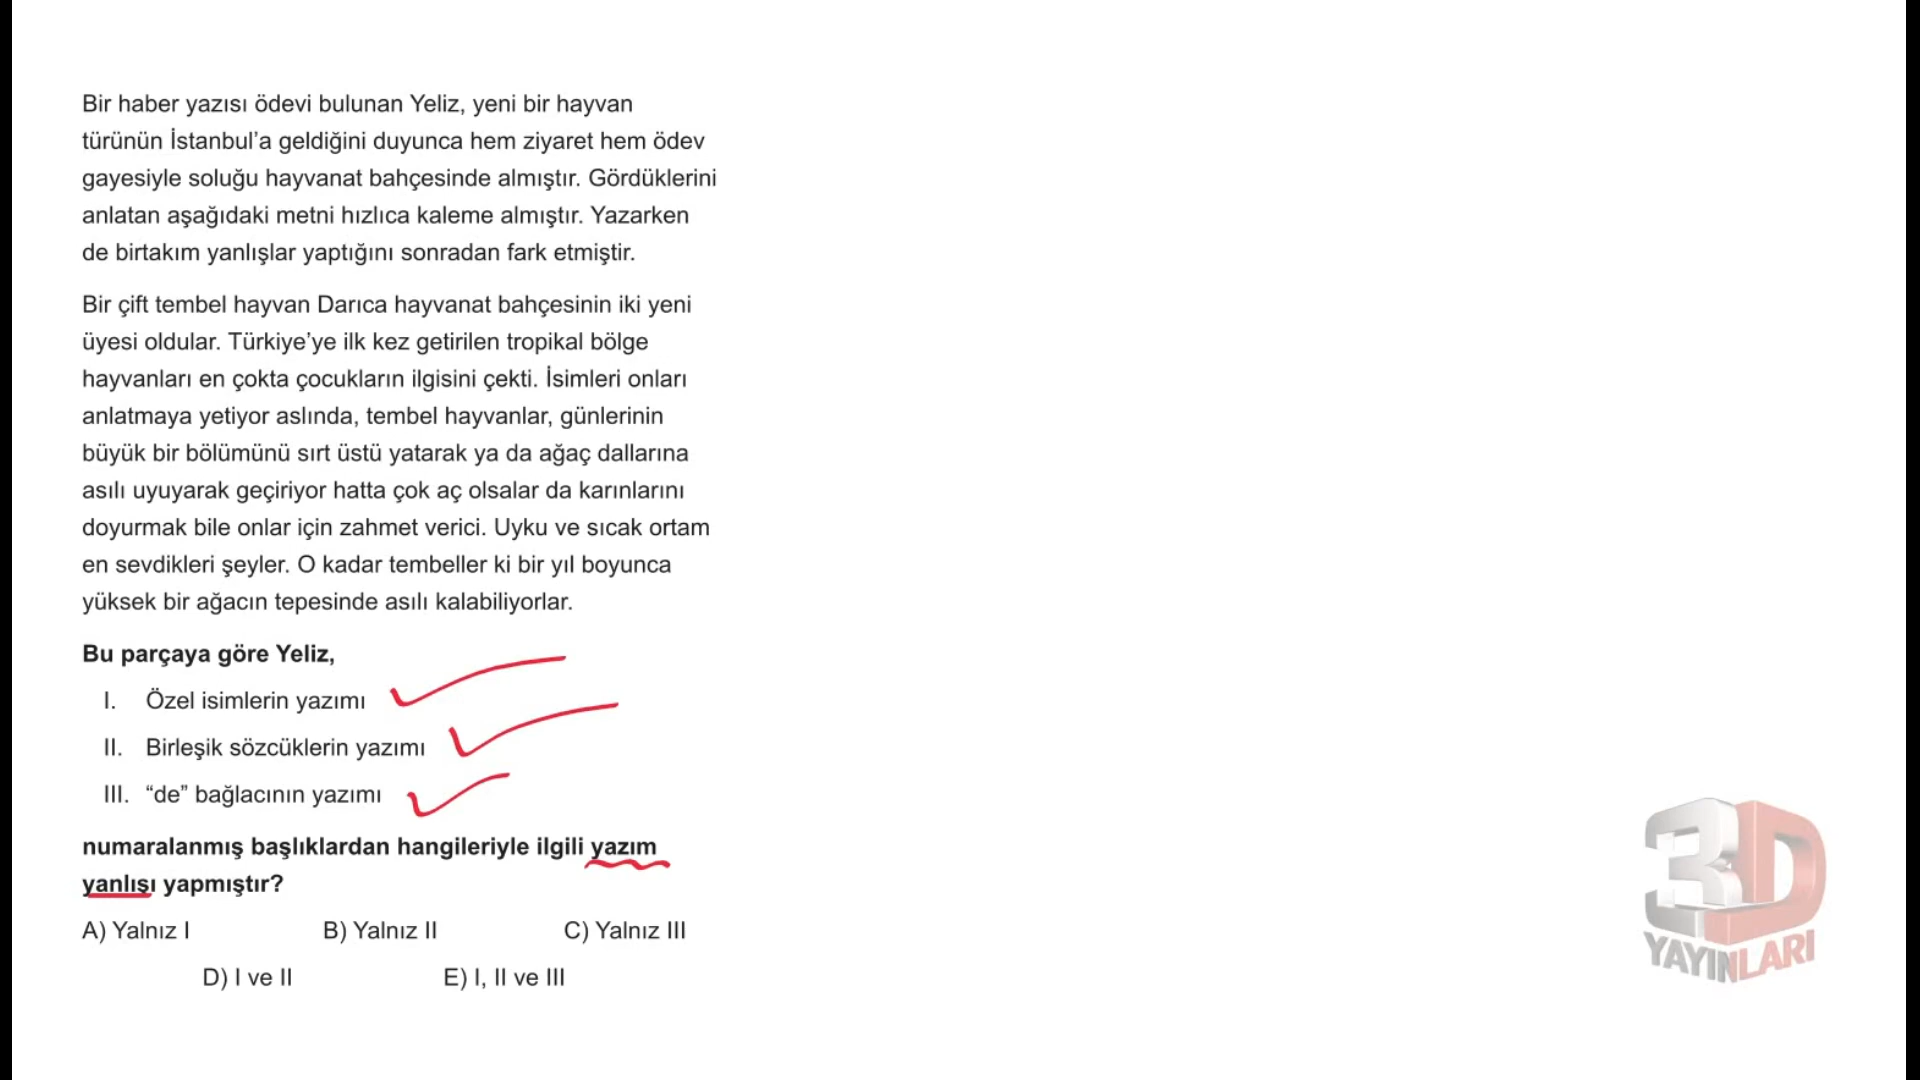 Bir haber yazısı ödevi bulunan Yeliz, yeni bir hayvan
türünün İstanbul’a geldiğini duyunca hem ziyaret hem ödev
gayesiyle soluğu hayvanat bahçesinde almıştır. Gördüklerini
anlatan aşağıdaki metni hızlıca kaleme almıştır. Yazarken
de birtakım yanlışlar yaptığını sonradan fark etmiştir.
Bir çift tembel hayvan Darıca hayvanat bahçesinin iki yeni
üyesi oldular. Türkiye’ye ilk kez getirilen tropikal bölge
hayvanları en çokta çocukların ilgisini çekti. İsimleri onları
anlatmaya yetiyor aslında, tembel hayvanlar, günlerinin
büyük bir bölümünü sırt üstü yatarak ya da ağaç dallarına
asılı uyuyarak geçiriyor hatta çok aç olsalar da karınlarını
doyurmak bile onlar için zahmet verici. Uyku ve sıcak ortam
en sevdikleri şeyler. O kadar tembeller ki bir yıl boyunca
yüksek bir ağacın tepesinde asılı kalabiliyorlar.
Bu parçaya göre Yeliz,
I. Özel isimlerin yazımı
II. Birleşik sözcüklerin yazımı
III. “de” bağlacının yazımı
numaralanmış başlıklardan hangileriyle ilgili yazım
yanlışı yapmıştır?
A) Yalnız I B) Yalnız II C) Yalnız III
D) I ve II E) I, II ve III
3D
YAYINLARI